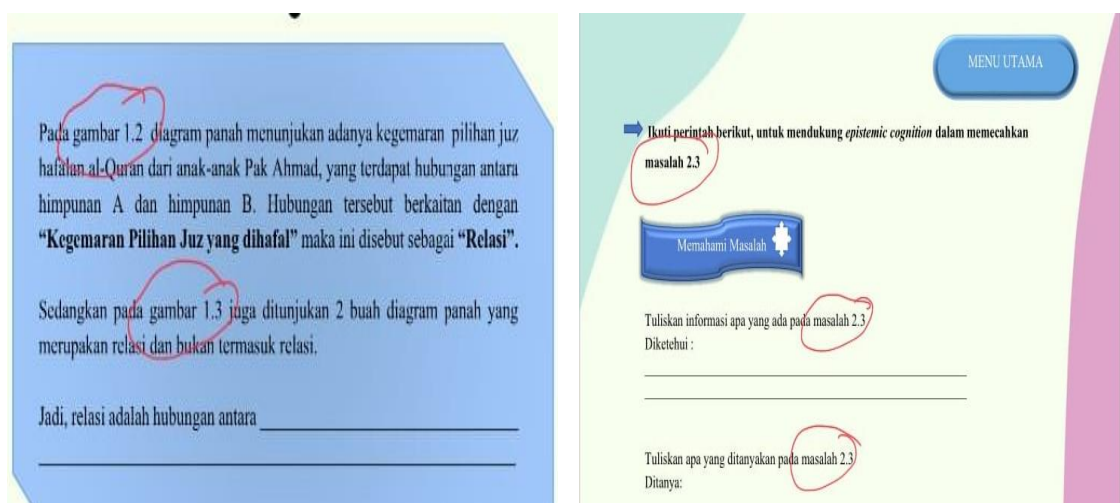 Pada gambar 1.2 diagram panah menunjukan adanya kegemaran pilihan juz
hafalan al-Quran dari anak-anak Pak Ahmad, yang terdapat hubungan antara
himpunan A dan himpunan B. Hubungan tersebut berkaitan dengan
“Kegemaran Pilihan Juz yang dihafal” maka ini disebut sebagai “Relasi”.
Sedangkan pada gambar 1.3 juga ditunjukan 2 buah diagram panah yang
merupakan relasi dan bukan termasuk relasi.
Jadi, relasi adalah hubungan antara
MENU UTAMA
Ikuti perintah berikut, untuk mendukung epistemic cognition dalam memecahkan
masalah 2.3
Memahami Masalah
Tuliskan informasi apa yang ada pada masalah 2.3
Diketehui :
Tuliskan apa yang ditanyakan pada masalah 2.3
Ditanya: